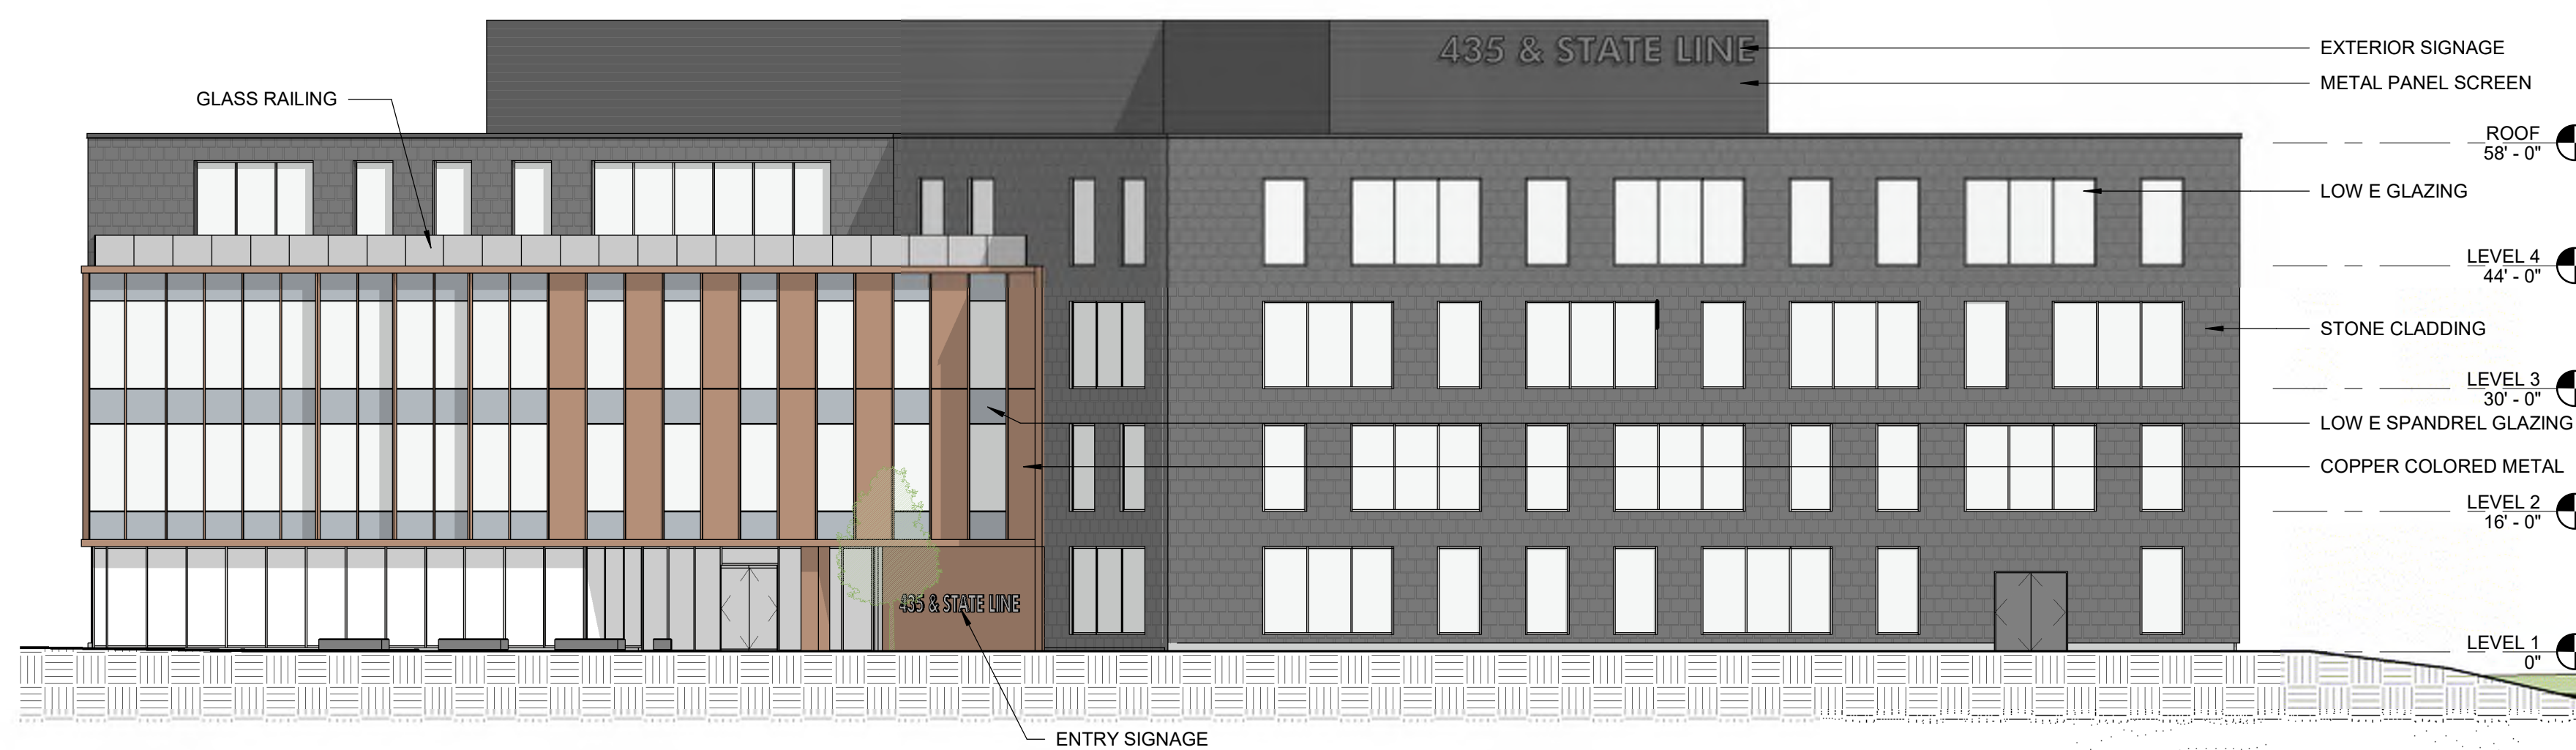 435 & STATE LINE
EXTERIOR SIGNAGE
METAL PANEL SCREEN
GLASS RAILING
ROOF
58' - 0"
LOW E GLAZING
LEVEL 4
44' - 0"
STONE CLADDING
LEVEL 3
30' - 0"
LOW E SPANDREL GLAZING
COPPER COLORED METAL
LEVEL 2
16' - 0"
435 & STATE LINE
LEVEL 1
0"
ENTRY SIGNAGE